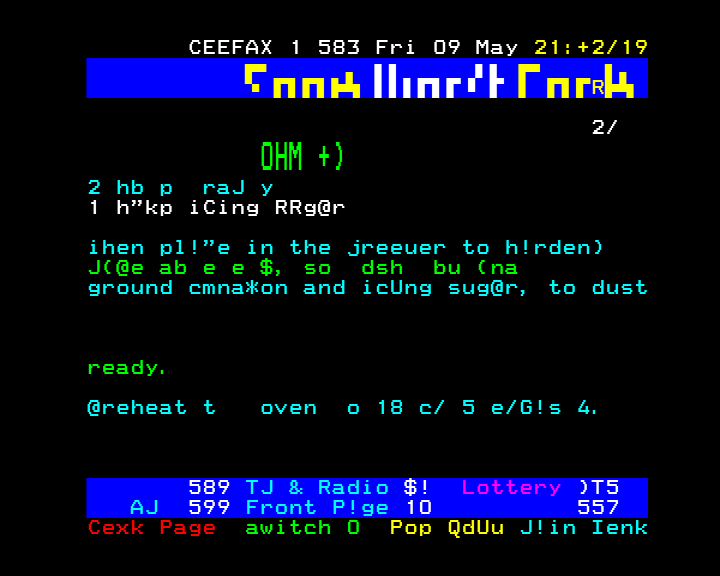 CEEFAX 1 583 Fri 09 May 21:+2/19
R
2/
OHM +)
2 hb p  raJ y
1 h”kp iCing RRg@r
ihen pl!”e in the jreeuer to h!rden)
J(@e ab e e $, so  dsh  bu (na
ground cmna*on and icUng sug@r, to dust
ready.
@reheat t   oven  o 18 c/ 5 e/G!s 4.
589 TJ & Radio $!  Lottery )T5
AJ  599 Front P!ge 10  557
Cexk Page  awitch O  Pop QdUu J!in Ienk